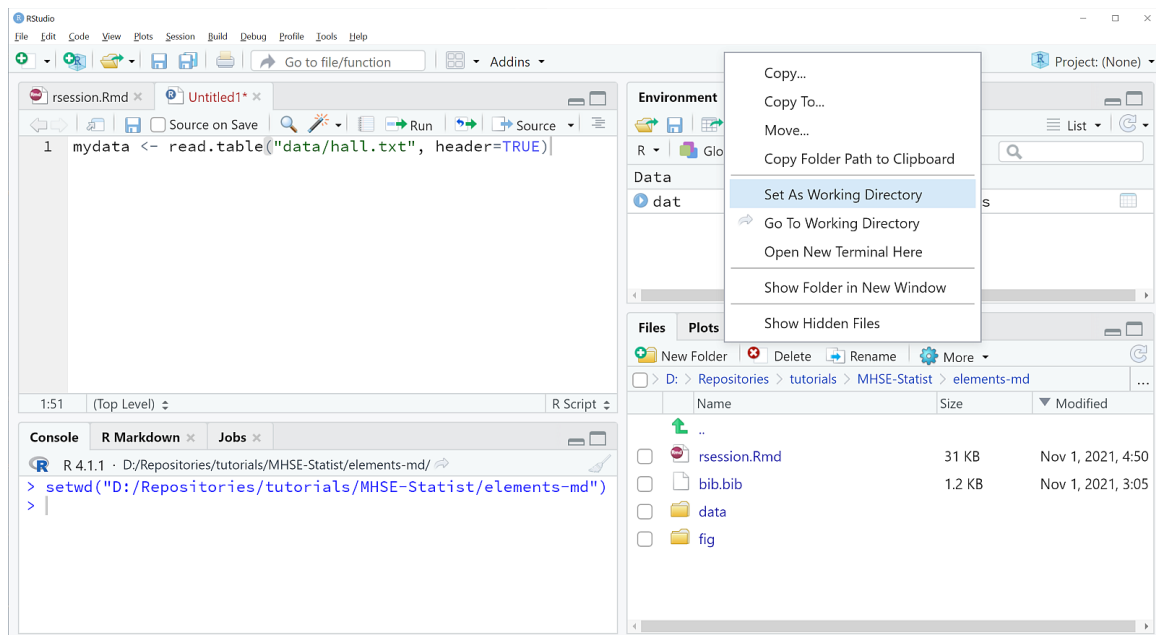 RStudio
File Edit Code View Plots Session Build Debug Profile Tools Help
Go to file/function Addins Project: (None)
rsession.Rmd Untitled1*
Source on Save Run Source
1 mydata <- read.table("data/hall.txt", header=TRUE)
1:51 (Top Level) R Script
Console R Markdown Jobs
R 4.1.1 · D:/Repositories/tutorials/MHSE-Statist/elements-md/
> setwd("D:/Repositories/tutorials/MHSE-Statist/elements-md")
>
Environment
List
R Glo
Data
dat s
Copy...
Copy To...
Move...
Copy Folder Path to Clipboard
Set As Working Directory
Go To Working Directory
Open New Terminal Here
Show Folder in New Window
Show Hidden Files
Files Plots
New Folder Delete Rename More
D: > Repositories > tutorials > MHSE-Statist > elements-md ...
Name Size Modified
..
rsession.Rmd 31 KB Nov 1, 2021, 4:50
bib.bib 1.2 KB Nov 1, 2021, 3:05
data
fig